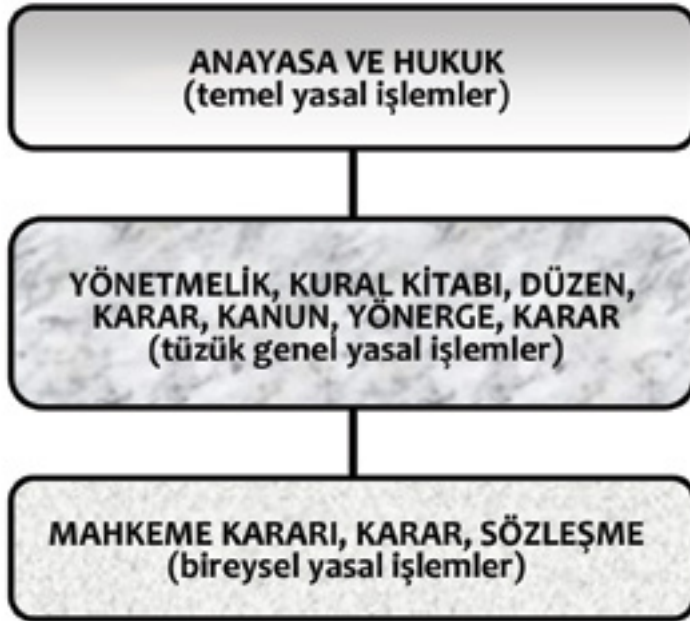 ANAYASA VE HUKUK
(temel yasal işlemler)
YÖNETMELİK, KURAL KİTABI, DÜZEN,
KARAR, KANUN, YÖNERGE, KARAR
(tüzük genel yasal işlemler)
MAHKEME KARARI, KARAR, SÖZLEŞME
(bireysel yasal işlemler)